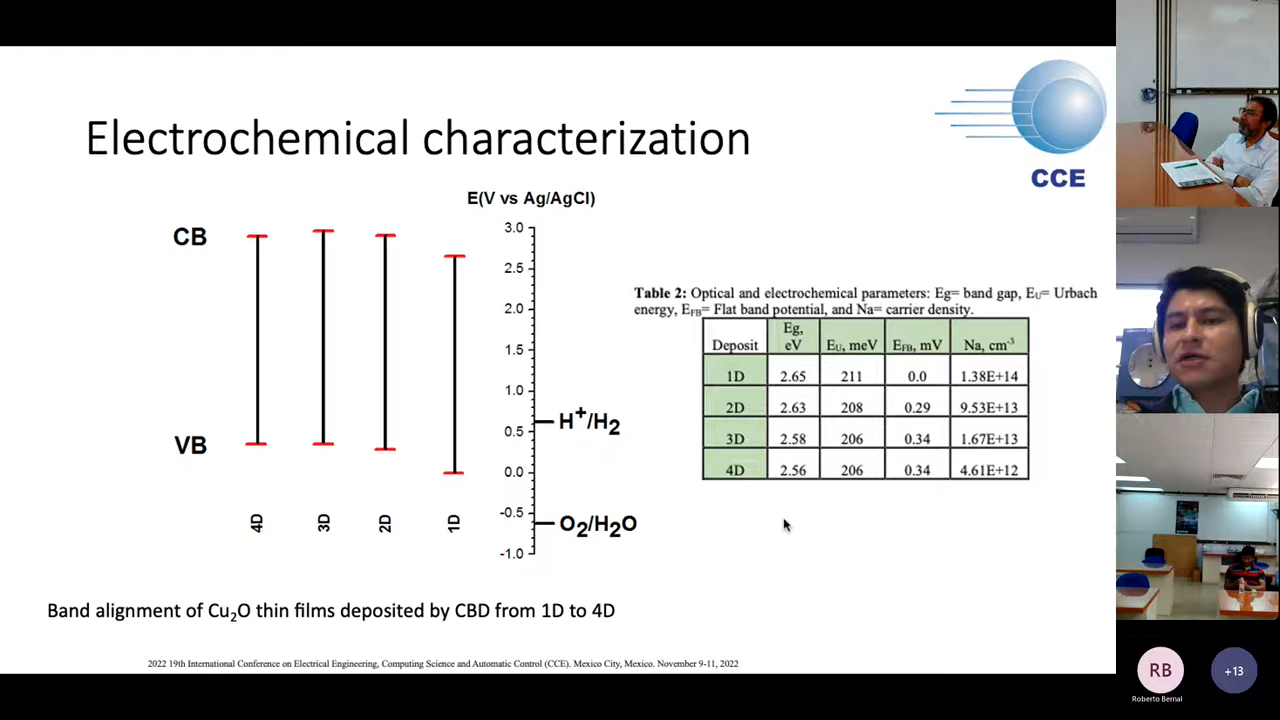 Electrochemical characterization
CCE
E(V vs Ag/AgCl)
CB
VB
3.0
2.5
2.0
1.5
1.0
0.5
0.0
-0.5
-1.0
H⁺/H₂
O₂/H₂O
4D
3D
2D
1D
Table 2: Optical and electrochemical parameters: Eg= band gap, E_U= Urbach
energy, E_FB= Flat band potential, and Na= carrier density.
Deposit Eg, eV E_U, meV E_FB, mV Na, cm⁻³
1D 2.65 211 0.0 1.38E+14
2D 2.63 208 0.29 9.53E+13
3D 2.58 206 0.34 1.67E+13
4D 2.56 206 0.34 4.61E+12
Band alignment of Cu₂O thin films deposited by CBD from 1D to 4D
2022 19th International Conference on Electrical Engineering, Computing Science and Automatic Control (CCE). Mexico City, Mexico. November 9-11, 2022
RB
Roberto Bernal
+13